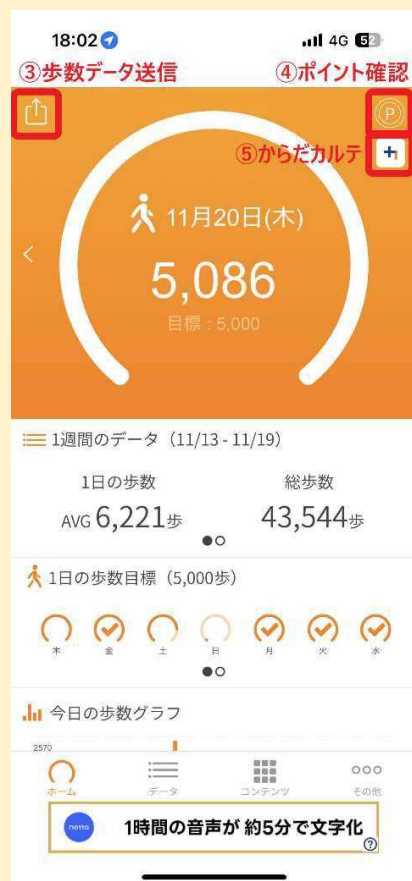 18:02 4G 52
③歩数データ送信 ④ポイント確認
P
⑤からだカルテ
11月20日(木)
5,086
目標：5,000
1週間のデータ（11/13 - 11/19）
1日の歩数 総歩数
AVG 6,221歩 43,544歩
1日の歩数目標（5,000歩）
木 金 土 日 月 火 水
今日の歩数グラフ
2570
ホーム データ コンテンツ その他
notta 1時間の音声が 約5分で文字化
?